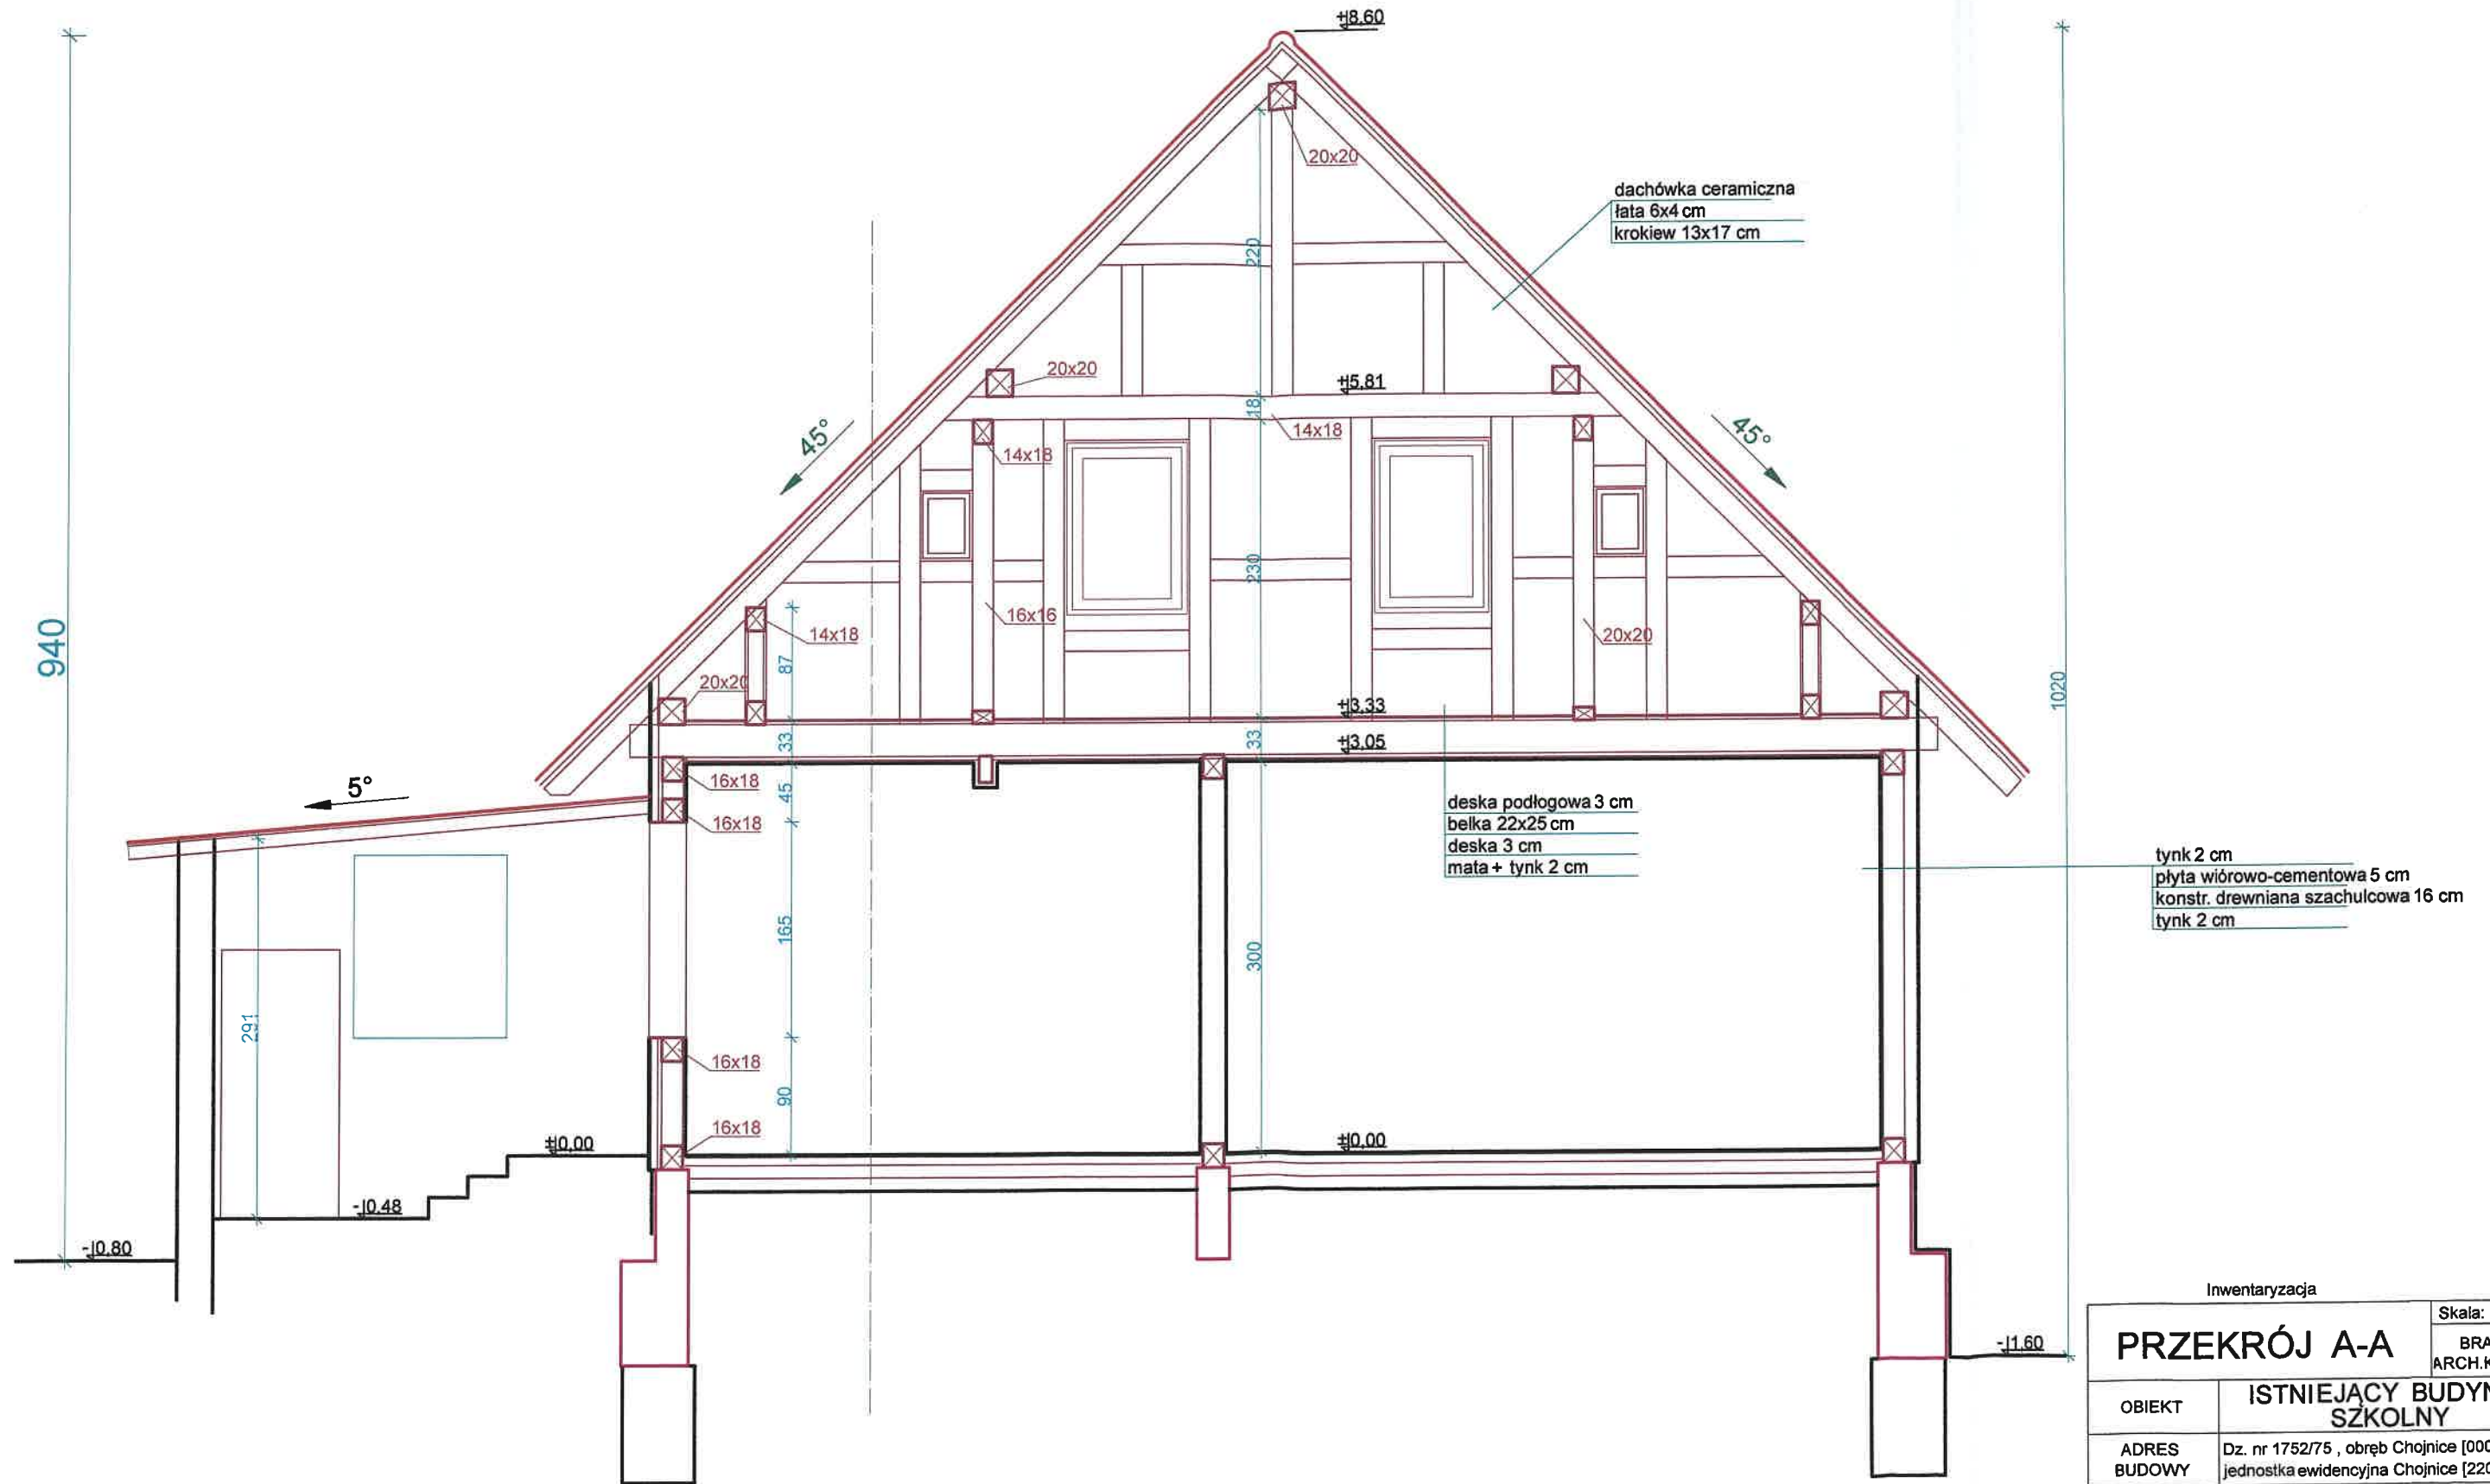 ±8,60
20x20
dachówka ceramiczna
łata 6x4 cm
krokiew 13x17 cm
220
20x20
±5,81
18
14x18
14x18
45°
45°
230
16x16
14x18
20x20
87
20x20
940
1020
±3,33
33
33
±3,05
16x18
45
16x18
5°
deska podłogowa 3 cm
belka 22x25 cm
deska 3 cm
mata + tynk 2 cm
tynk 2 cm
płyta wiórowo-cementowa 5 cm
konstr. drewniana szachulcowa 16 cm
tynk 2 cm
165
300
291
16x18
90
16x18
±0,00
±0,00
-0,48
-0,80
-1,60
Inwentaryzacja
PRZEKRÓJ A-A
Skala:
BRA
ARCH.K
OBIEKT
ISTNIEJĄCY BUDYN
SZKOLNY
ADRES
BUDOWY
Dz. nr 1752/75 , obręb Chojnice [000
jednostka ewidencyjna Chojnice [220